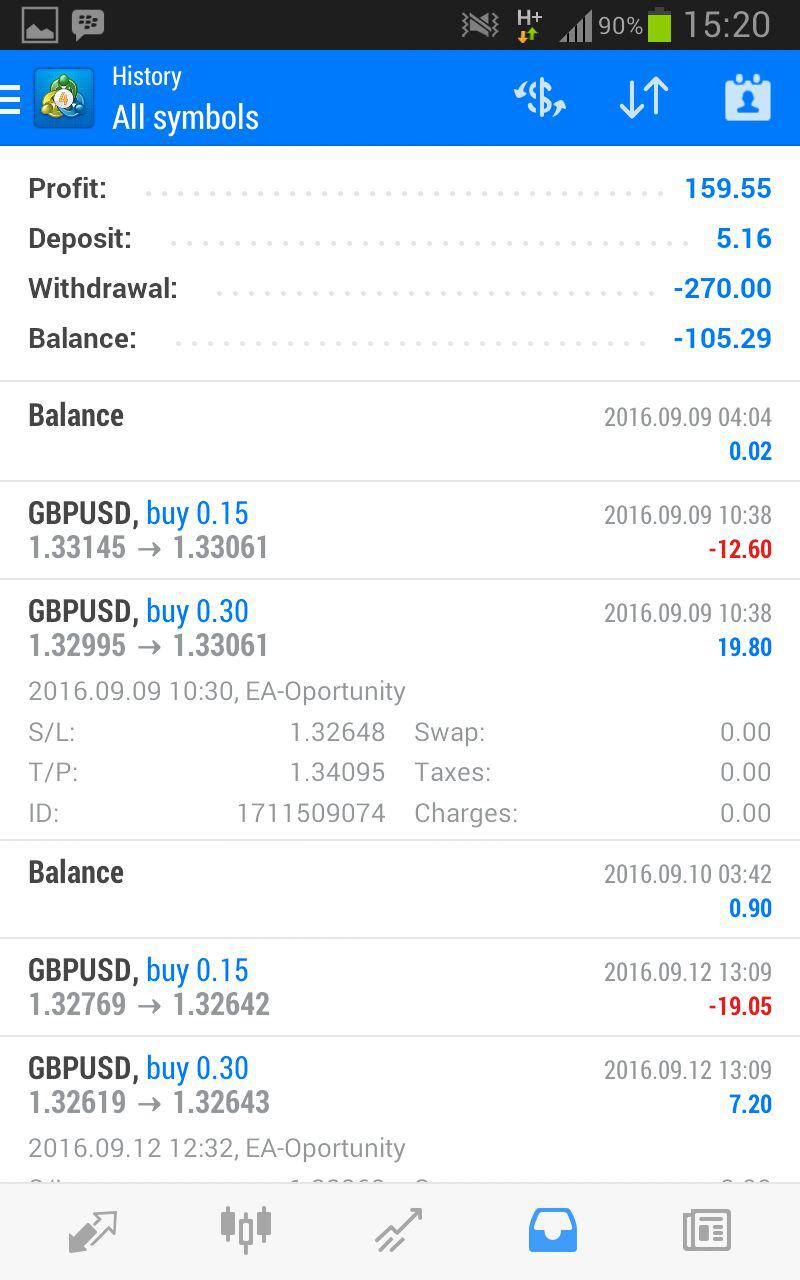 H+ 90% 15:20
History
4
All symbols
Profit: 159.55
Deposit: 5.16
Withdrawal: -270.00
Balance: -105.29
Balance 2016.09.09 04:04
0.02
GBPUSD, buy 0.15 2016.09.09 10:38
1.33145 → 1.33061 -12.60
GBPUSD, buy 0.30 2016.09.09 10:38
1.32995 → 1.33061 19.80
2016.09.09 10:30, EA-Oportunity
S/L: 1.32648 Swap: 0.00
T/P: 1.34095 Taxes: 0.00
ID: 1711509074 Charges: 0.00
Balance 2016.09.10 03:42
0.90
GBPUSD, buy 0.15 2016.09.12 13:09
1.32769 → 1.32642 -19.05
GBPUSD, buy 0.30 2016.09.12 13:09
1.32619 → 1.32643 7.20
2016.09.12 12:32, EA-Oportunity